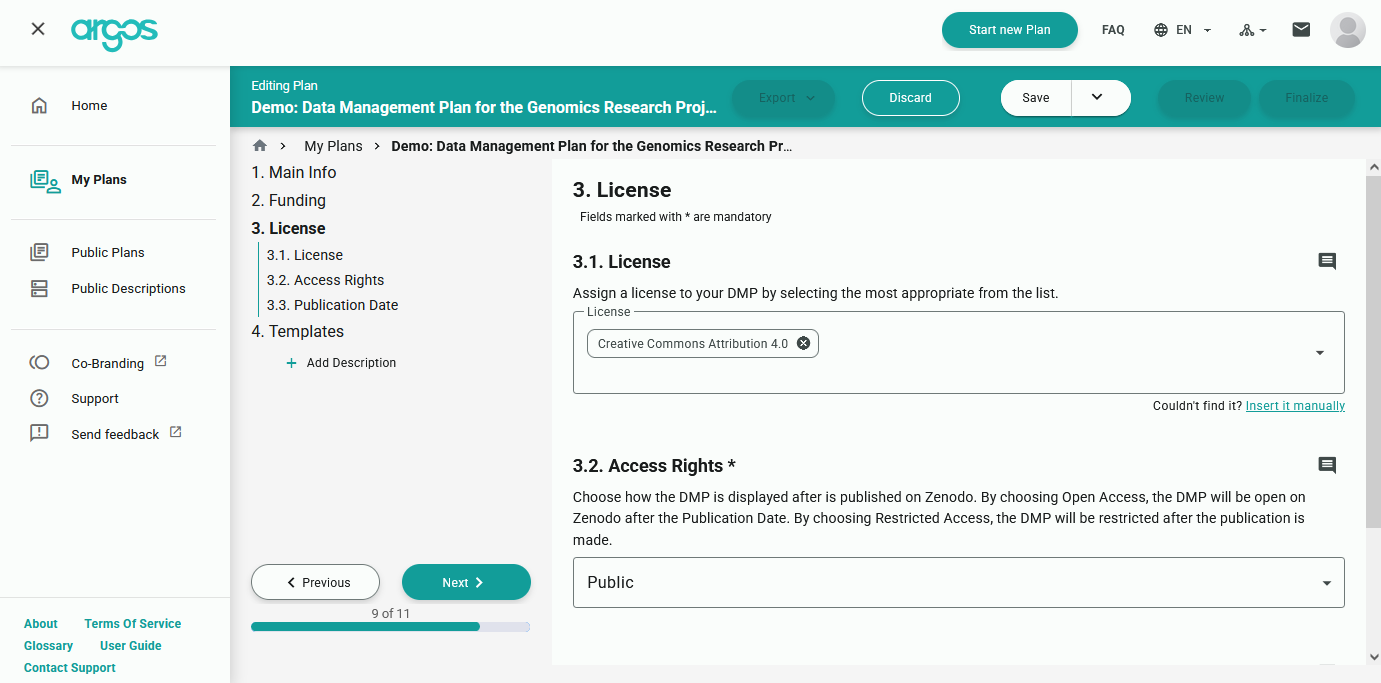 argos
Start new Plan
FAQ
EN
Home
My Plans
Public Plans
Public Descriptions
Co-Branding
Support
Send feedback
About Terms Of Service
Glossary User Guide
Contact Support
Editing Plan
Demo: Data Management Plan for the Genomics Research Proj...
Export
Discard
Save
Review
Finalize
My Plans
Demo: Data Management Plan for the Genomics Research Pr...
1. Main Info
2. Funding
3. License
3.1. License
3.2. Access Rights
3.3. Publication Date
4. Templates
Add Description
Previous
Next
9 of 11
3. License
Fields marked with * are mandatory
3.1. License
Assign a license to your DMP by selecting the most appropriate from the list.
License
Creative Commons Attribution 4.0
Couldn't find it? Insert it manually
3.2. Access Rights *
Choose how the DMP is displayed after is published on Zenodo. By choosing Open Access, the DMP will be open on
Zenodo after the Publication Date. By choosing Restricted Access, the DMP will be restricted after the publication is
made.
Public